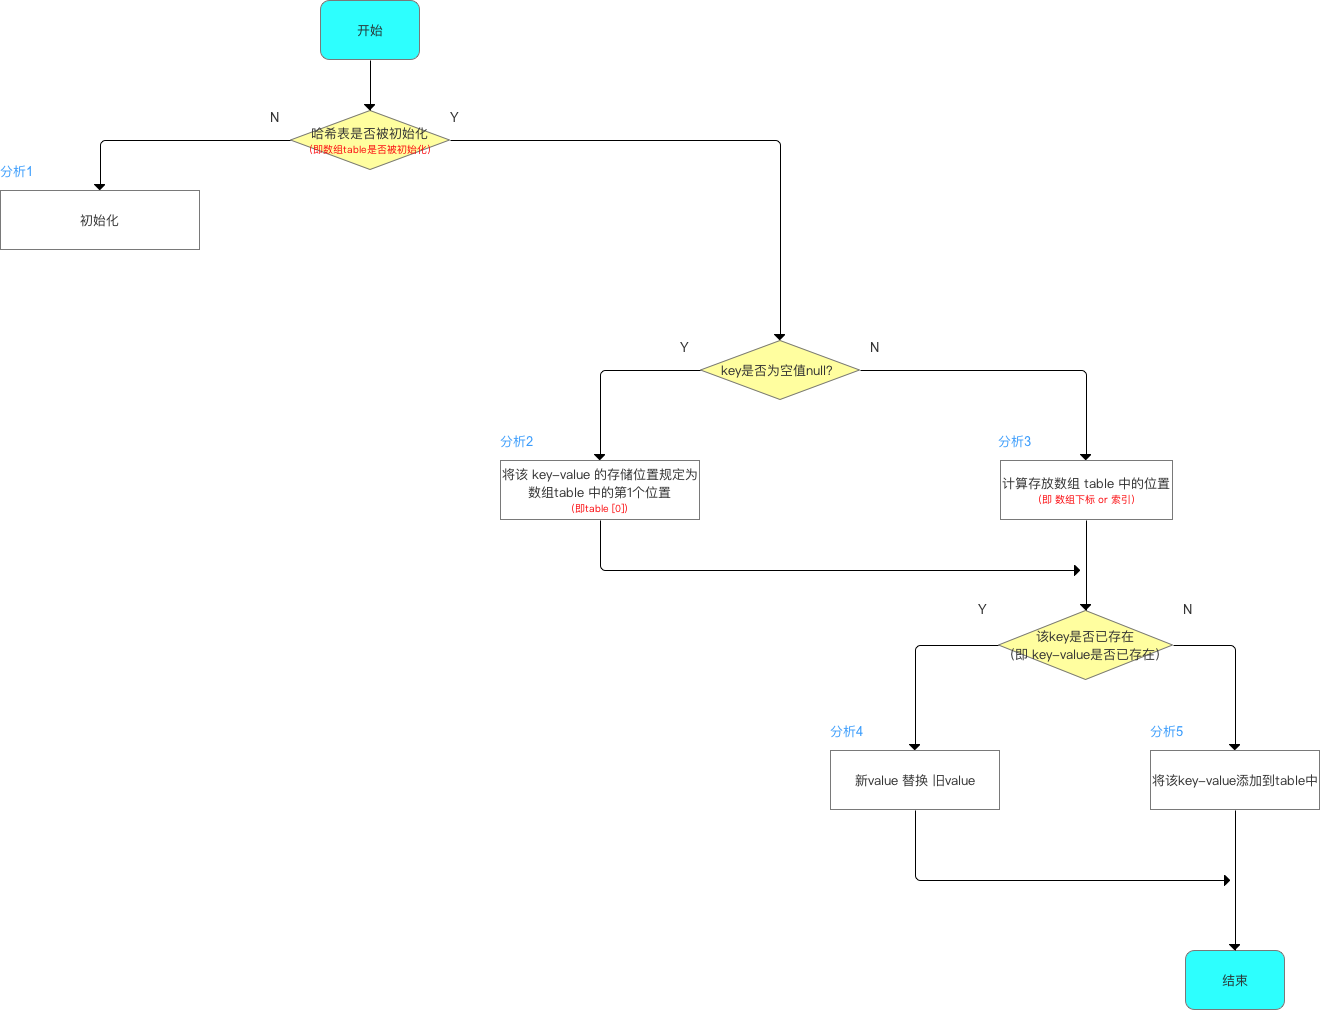 开始
N
Y
哈希表是否被初始化
(即数组table是否被初始化)
分析1
初始化
Y
N
key是否为空值null?
分析2
分析3
将该 key-value 的存储位置规定为
数组table 中的第1个位置
(即table [0])
计算存放数组 table 中的位置
(即 数组下标 or 索引)
Y
N
该key是否已存在
(即 key-value是否已存在)
分析4
分析5
新value 替换 旧value
将该key-value添加到table中
结束